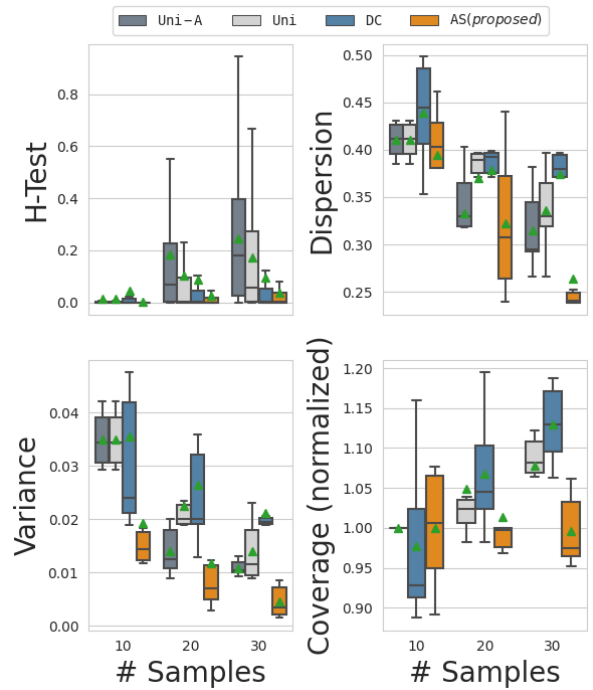 Uni-A Uni DC AS(proposed)
H-Test
0.8
0.6
0.4
0.2
0.0
Dispersion
0.50
0.45
0.40
0.35
0.30
0.25
Variance
0.04
0.03
0.02
0.01
0.00
10 20 30
# Samples
Coverage (normalized)
1.20
1.15
1.10
1.05
1.00
0.95
0.90
10 20 30
# Samples